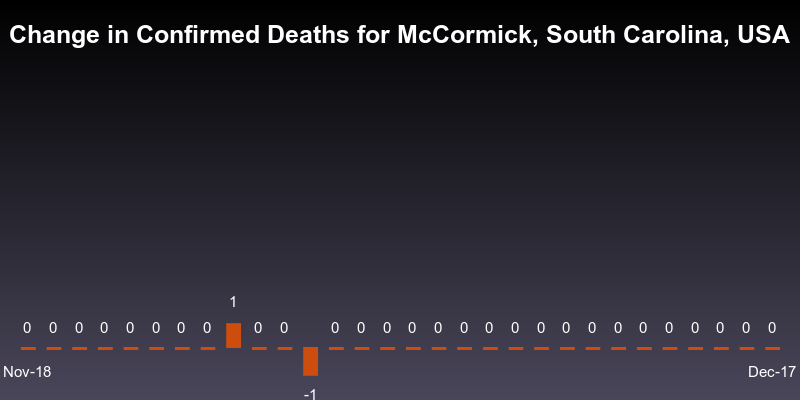 Change in Confirmed Deaths for McCormick, South Carolina, USA
1
0 0 0 0 0 0 0 0 0 0 0 0 0 0 0 0 0 0 0 0 0 0 0 0 0 0 0 0
Nov-18 Dec-17
-1